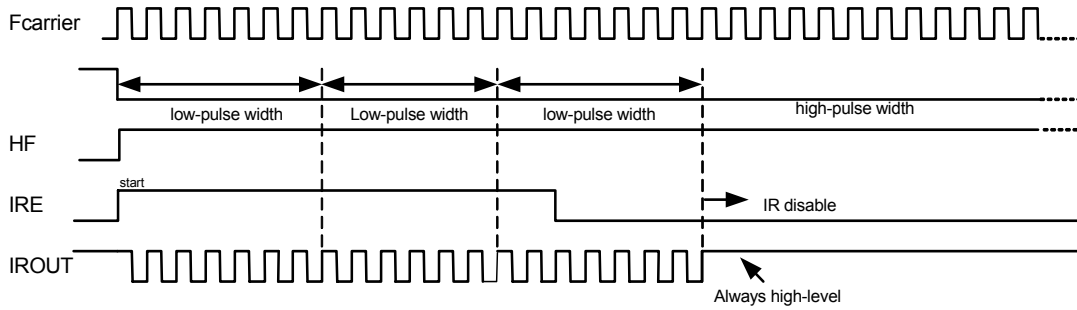 Fcarrier
low-pulse width
Low-pulse width
low-pulse width
high-pulse width
HF
start
IRE
IR disable
IROUT
Always high-level